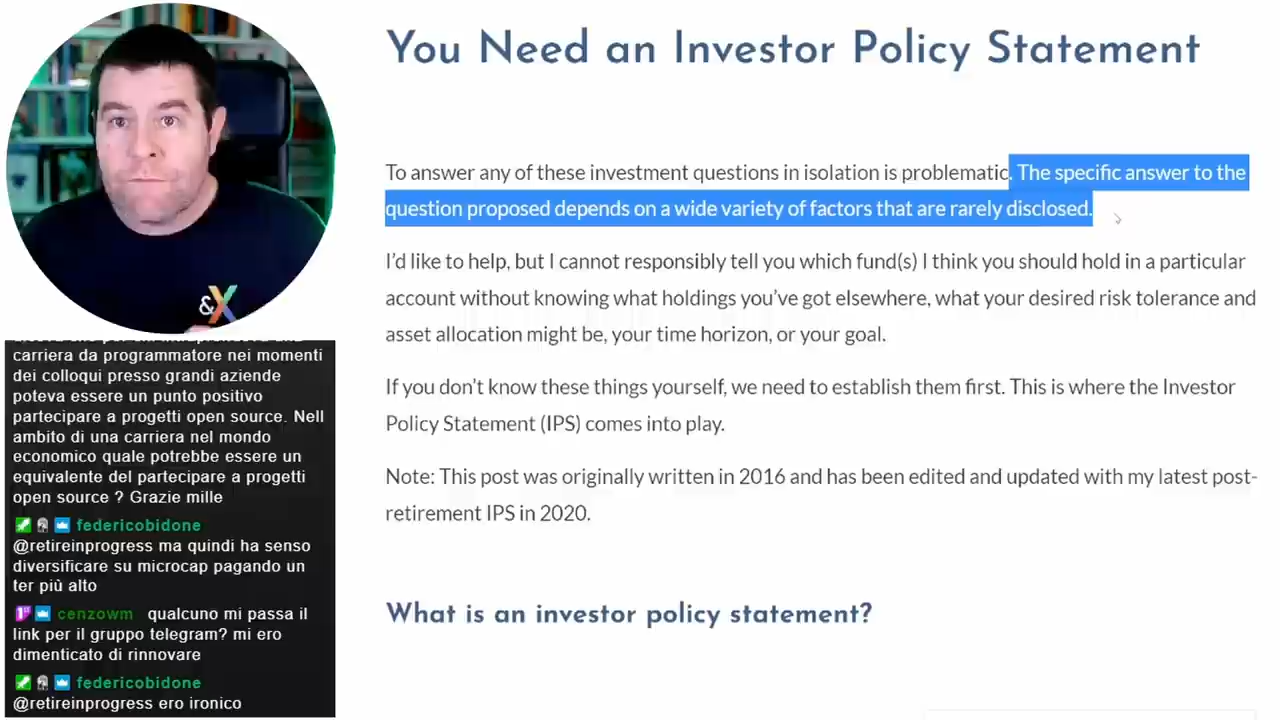 You Need an Investor Policy Statement
To answer any of these investment questions in isolation is problematic. The specific answer to the
question proposed depends on a wide variety of factors that are rarely disclosed.
I'd like to help, but I cannot responsibly tell you which fund(s) I think you should hold in a particular
account without knowing what holdings you've got elsewhere, what your desired risk tolerance and
asset allocation might be, your time horizon, or your goal.
If you don't know these things yourself, we need to establish them first. This is where the Investor
Policy Statement (IPS) comes into play.
Note: This post was originally written in 2016 and has been edited and updated with my latest post-
retirement IPS in 2020.
What is an investor policy statement?
&X
carriera da programmatore nei momenti
dei colloqui presso grandi aziende
poteva essere un punto positivo
partecipare a progetti open source. Nell
ambito di una carriera nel mondo
economico quale potrebbe essere un
equivalente del partecipare a progetti
open source ? Grazie mille
federicobidone
@retireinprogress ma quindi ha senso
diversificare su microcap pagando un
ter più alto
cenzowm qualcuno mi passa il
link per il gruppo telegram? mi ero
dimenticato di rinnovare
federicobidone
@retireinprogress ero ironico